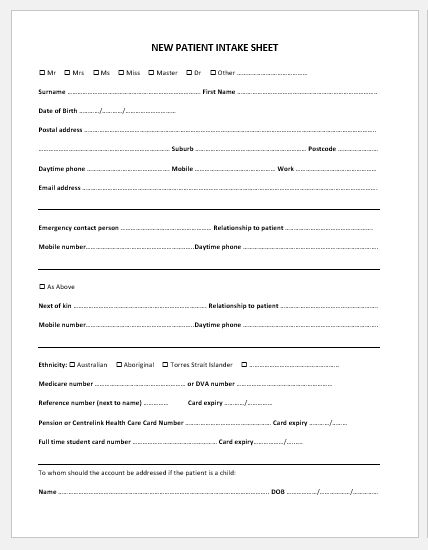 NEW PATIENT INTAKE SHEET
☐ Mr ☐ Mrs ☐ Ms ☐ Miss ☐ Master ☐ Dr ☐ Other ................................
Surname ................................................ First Name ................................................
Date of Birth ........./........./......................
Postal address ................................................................................................
................................................ Suburb ................................................ Postcode ................
Daytime phone ................................ Mobile ................................ Work ................................
Email address ................................................................................................
Emergency contact person ................................ Relationship to patient ................................
Mobile number................................................Daytime phone ................................................
☐ As Above
Next of kin ................................................ Relationship to patient ................................
Mobile number................................................Daytime phone ................................................
Ethnicity: ☐ Australian ☐ Aboriginal ☐ Torres Strait Islander ☐ ................................
Medicare number ................................ or DVA number ................................
Reference number (next to name) ............ Card expiry ......../............
Pension or Centrelink Health Care Card Number ................................ Card expiry ......../........
Full time student card number ................................ Card expiry......../........
To whom should the account be addressed if the patient is a child:
Name ................................................................ DOB ............/............/............